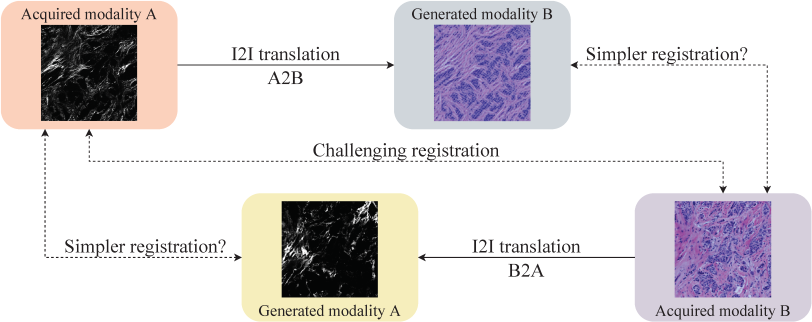 Acquired modality A
Generated modality B
I2I translation
A2B
Simpler registration?
Challenging registration
Simpler registration?
I2I translation
B2A
Generated modality A
Acquired modality B